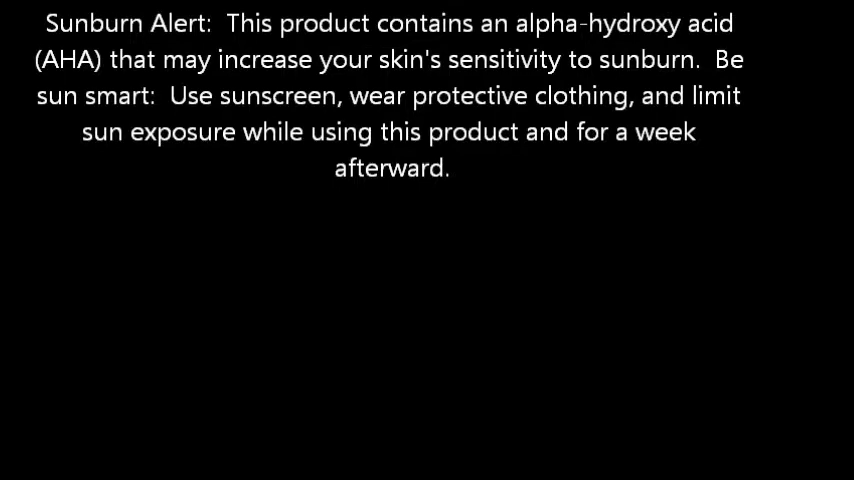 Sunburn Alert:  This product contains an alpha-hydroxy acid
(AHA) that may increase your skin's sensitivity to sunburn.  Be
sun smart:  Use sunscreen, wear protective clothing, and limit
sun exposure while using this product and for a week
afterward.